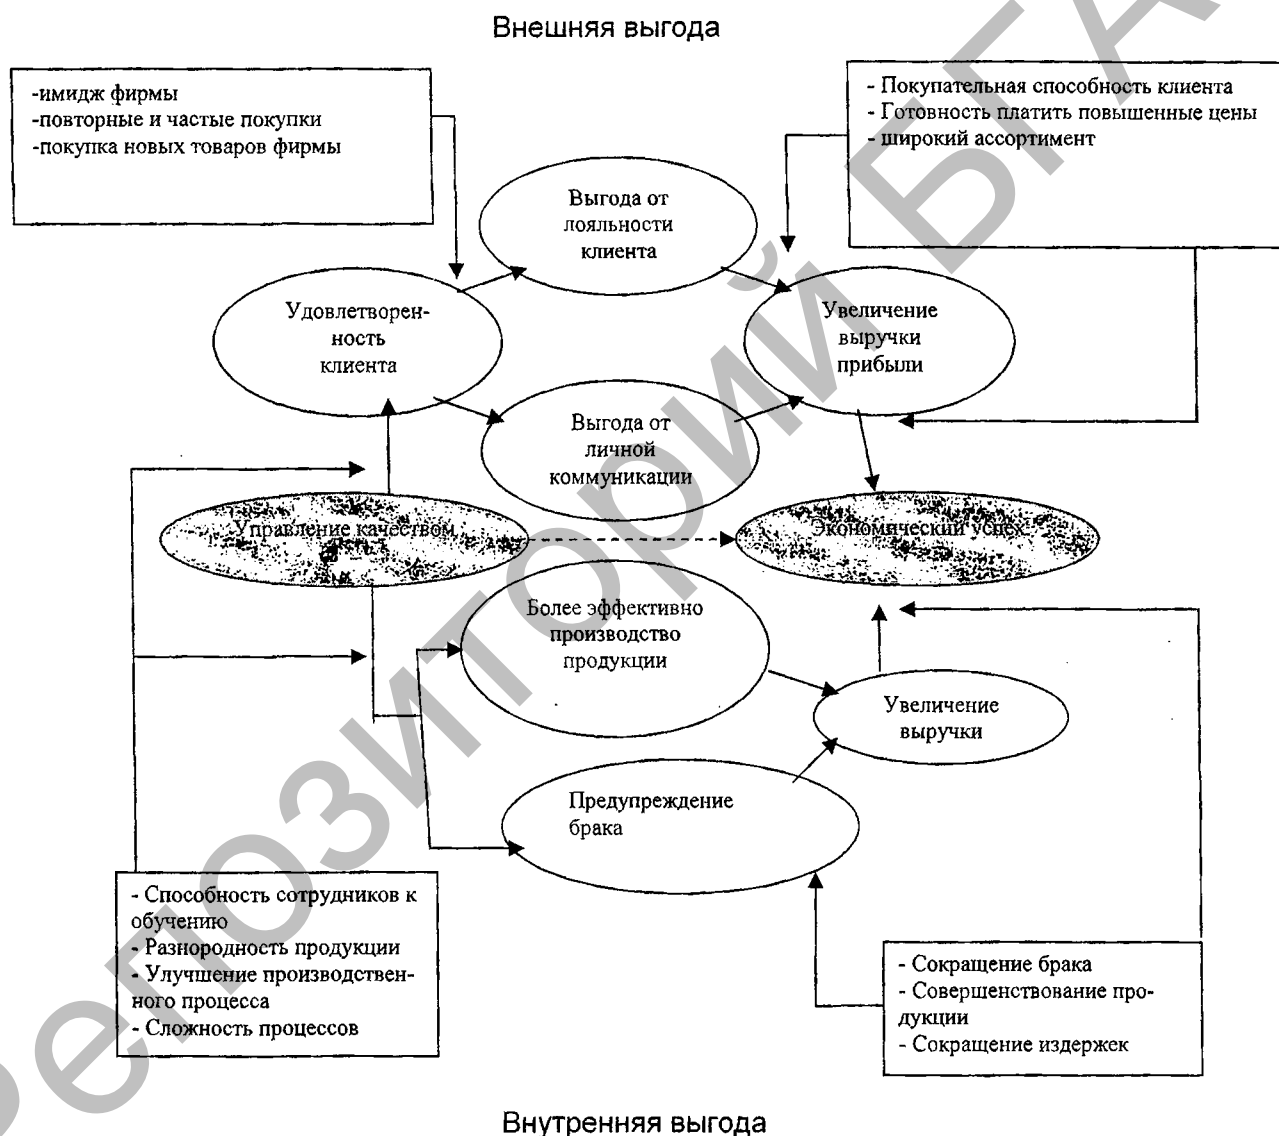 Внешняя выгода
-имидж фирмы
-повторные и частые покупки
-покупка новых товаров фирмы
- Покупательная способность клиента
- Готовность платить повышенные цены
- широкий ассортимент
Выгода от
лояльности
клиента
Удовлетворен-
ность
клиента
Увеличение
выручки
прибыли
Выгода от
личной
коммуникации
Управление качеством
Экономический успех
Более эффективно
производство
продукции
Увеличение
выручки
Предупреждение
брака
- Способность сотрудников к
обучению
- Разнородность продукции
- Улучшение производствен-
ного процесса
- Сложность процессов
- Сокращение брака
- Совершенствование про-
дукции
- Сокращение издержек
Внутренняя выгода
Репозиторий БГА